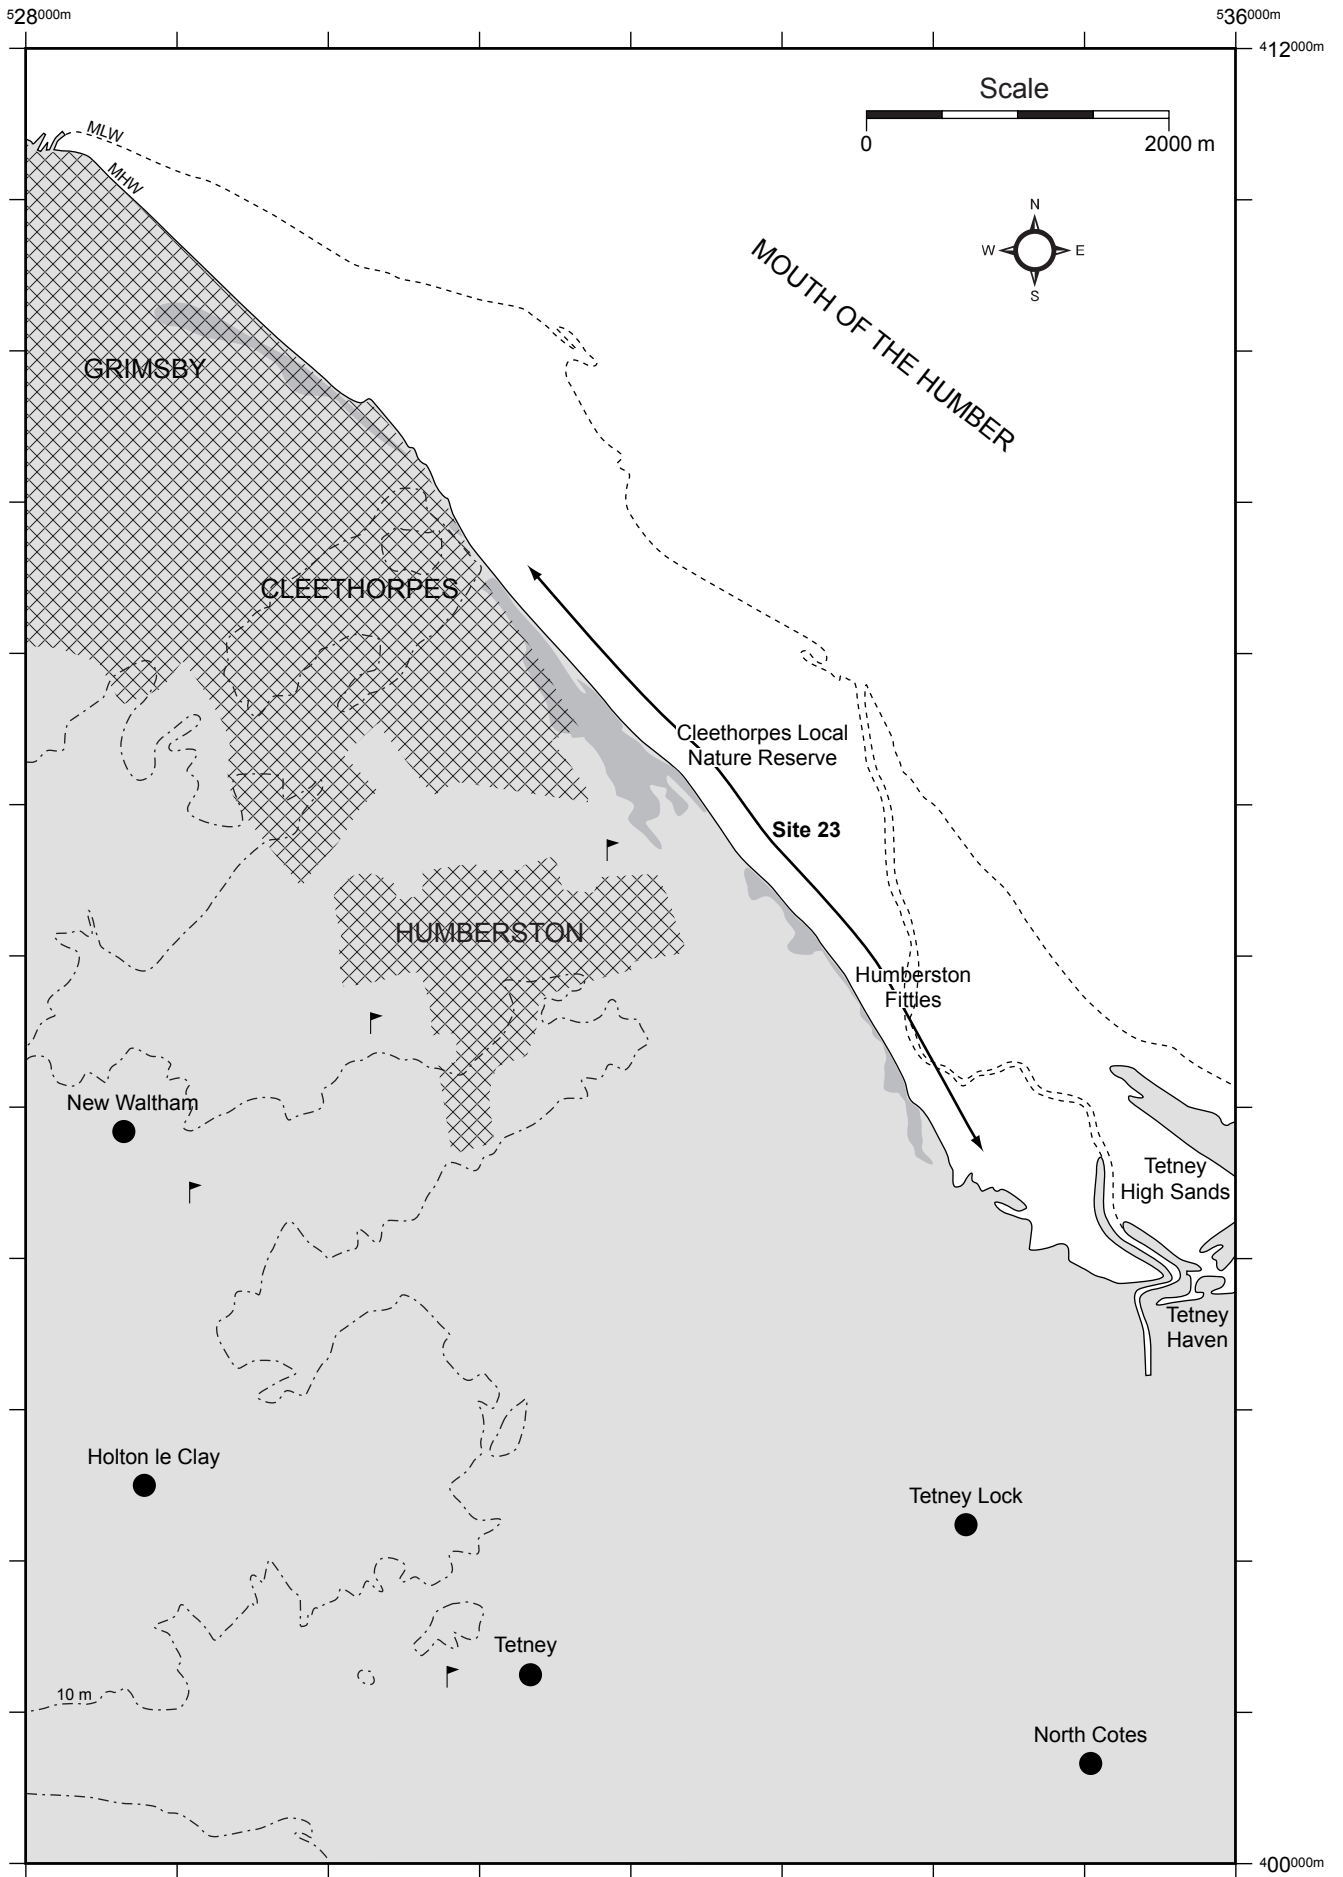 528000m
536000m
412000m
Scale
0 2000 m
MLW
MHW
N
W E
S
MOUTH OF THE HUMBER
GRIMSBY
CLEETHORPES
Cleethorpes Local
Nature Reserve
Site 23
HUMBERSTON
Humberston
Fittles
New Waltham
Tetney
High Sands
Tetney
Haven
Holton le Clay
Tetney Lock
Tetney
10 m
North Cotes
400000m